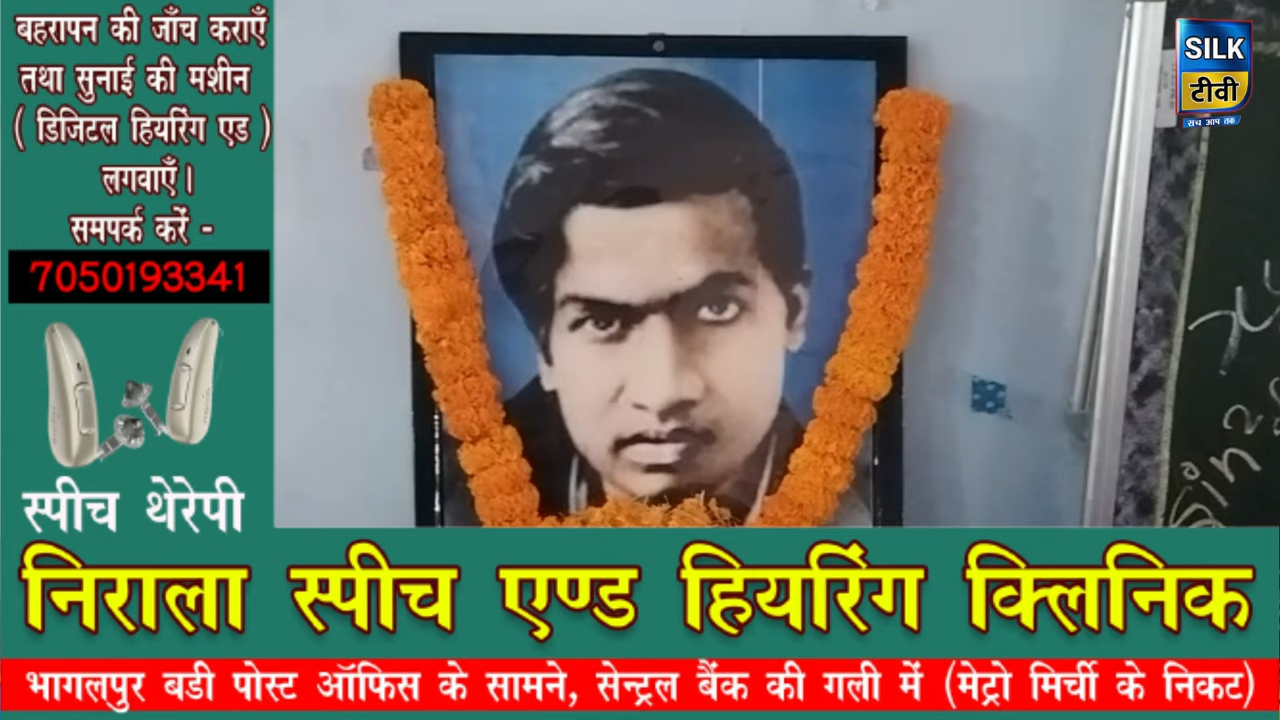 बहरापन की जाँच कराएँ
तथा सुनाई की मशीन
( डिजिटल हियरिंग एड )
लगवाएँ।
समपर्क करें -
7050193341
स्पीच थेरेपी
SILK
टीवी
सच आप तक
sin2
निराला स्पीच एण्ड हियरिंग क्लिनिक
भागलपुर बडी पोस्ट ऑफिस के सामने, सेन्ट्रल बैंक की गली में (मेट्रो मिर्ची के निकट)